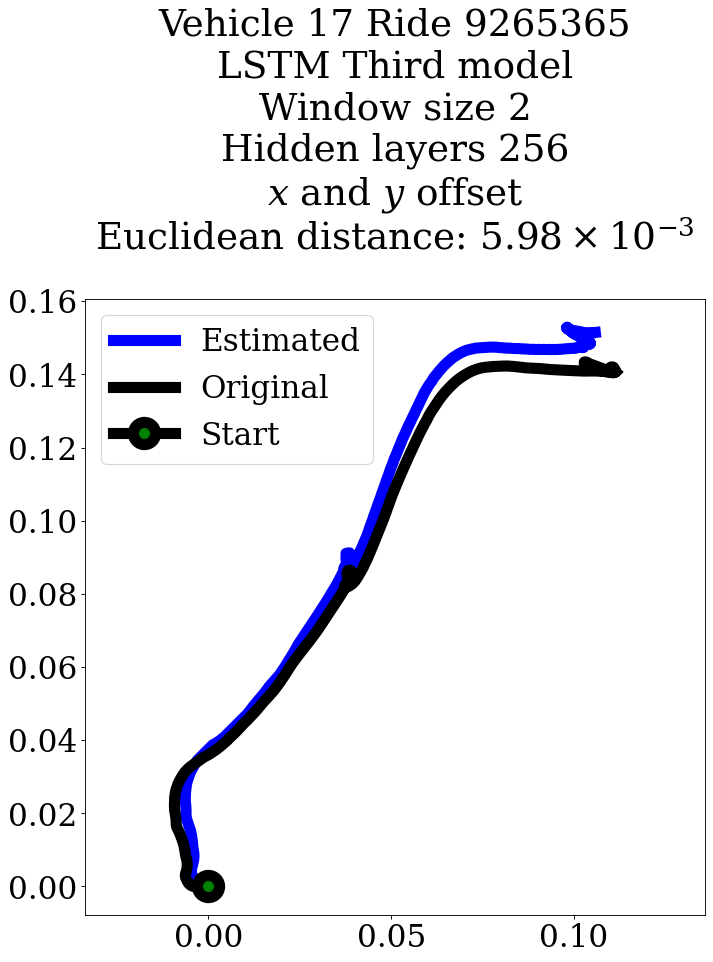 Vehicle 17 Ride 9265365
LSTM Third model
Window size 2
Hidden layers 256
x and y offset
Euclidean distance: 5.98 × 10⁻³
0.16
0.14
0.12
0.10
0.08
0.06
0.04
0.02
0.00
Estimated
Original
Start
0.00 0.05 0.10